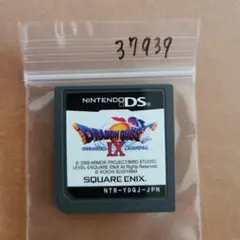 37939
NINTENDO DS
DRAGON QUEST
IX
© 2009 ARMOR PROJECT/BIRD STUDIO/
LEVEL-5/SQUARE ENIX All Rights Reserved.
© KOICHI SUGIYAMA
SQUARE ENIX
NTR-YDQJ-JPN